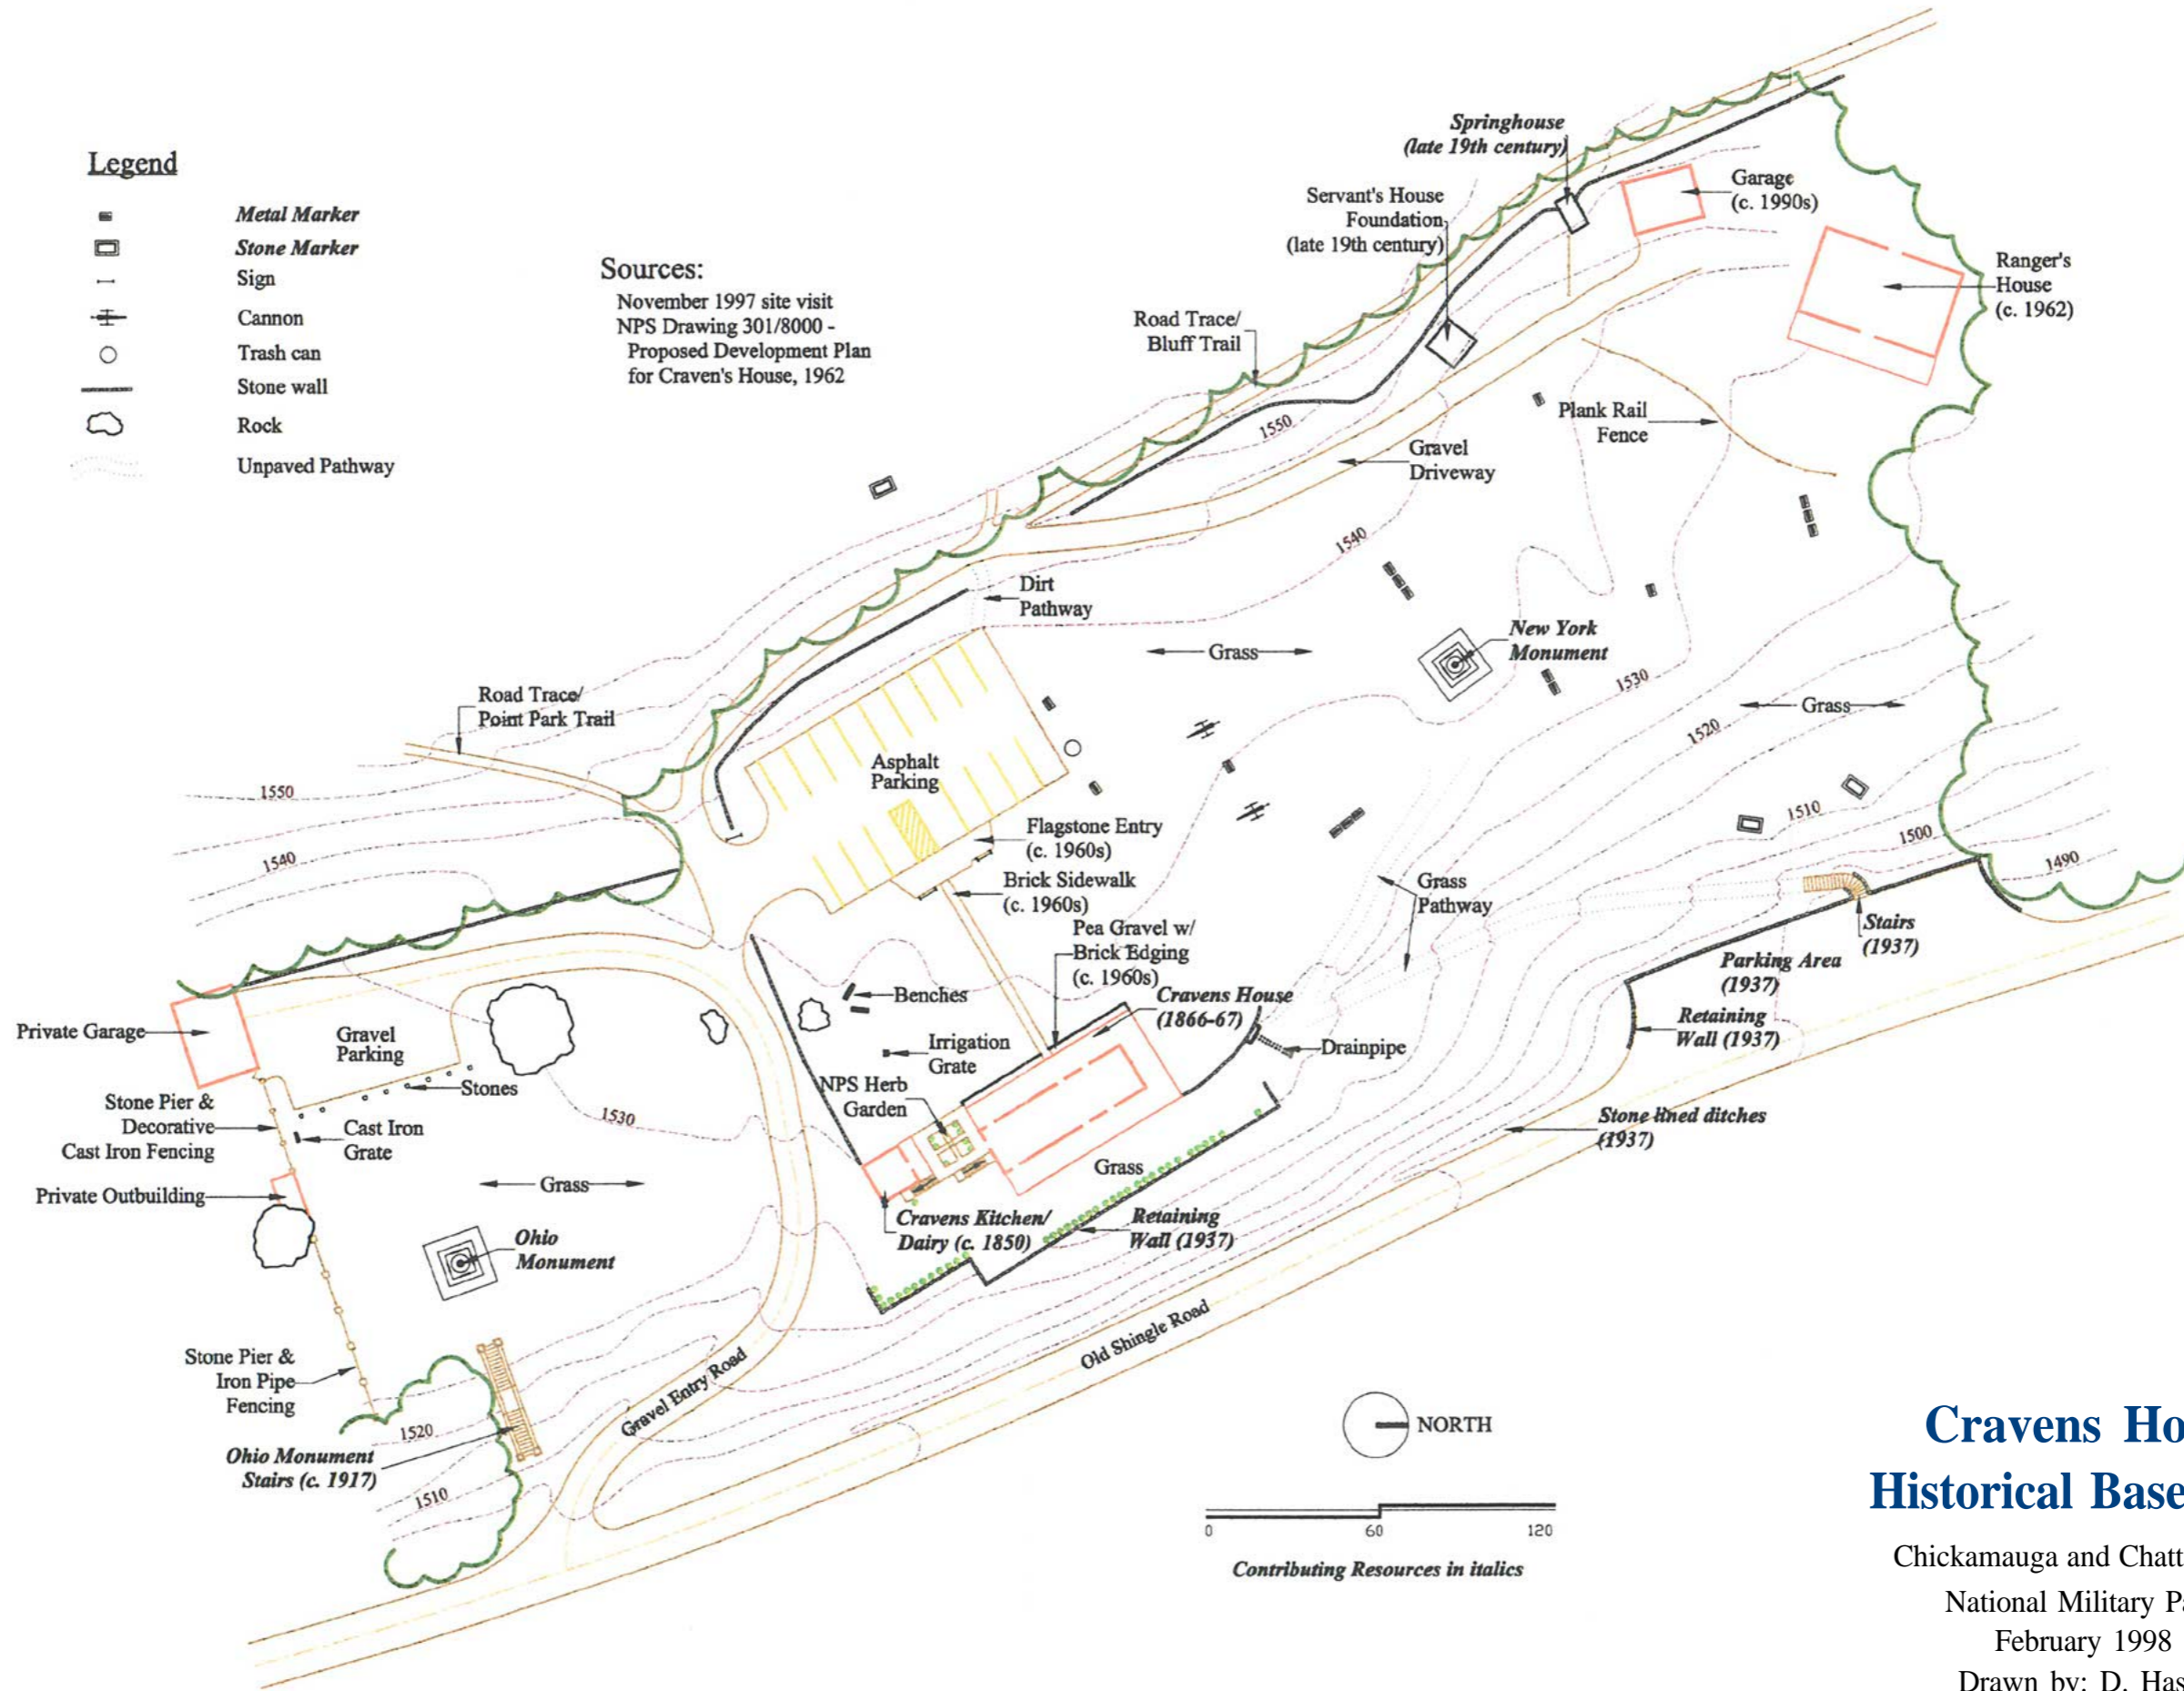 Legend
Metal Marker
Stone Marker
Sign
Cannon
Trash can
Stone wall
Rock
Unpaved Pathway
Sources:
November 1997 site visit
NPS Drawing 301/8000 -
Proposed Development Plan
for Craven's House, 1962
Springhouse
(late 19th century)
Servant's House
Foundation
(late 19th century)
Garage
(c. 1990s)
Ranger's
House
(c. 1962)
Road Trace/
Bluff Trail
1550
Plank Rail
Fence
Gravel
Driveway
1540
Dirt
Pathway
Grass
New York
Monument
1530
Grass
1520
Road Trace/
Point Park Trail
1550
1540
Asphalt
Parking
1510
1500
1490
Flagstone Entry
(c. 1960s)
Brick Sidewalk
(c. 1960s)
Pea Gravel w/
Brick Edging
(c. 1960s)
Grass
Pathway
Stairs
(1937)
Parking Area
(1937)
Retaining
Wall (1937)
Cravens House
(1866-67)
Benches
Irrigation
Grate
Drainpipe
NPS Herb
Garden
Private Garage
Gravel
Parking
Stones
Stone Pier &
Decorative
Cast Iron Fencing
Cast Iron
Grate
1530
Stone lined ditches
(1937)
Private Outbuilding
Grass
Grass
Cravens Kitchen/
Dairy (c. 1850)
Retaining
Wall (1937)
Ohio
Monument
Stone Pier &
Iron Pipe
Fencing
1520
Ohio Monument
Stairs (c. 1917)
1510
Gravel Entry Road
Old Shingle Road
NORTH
0 60 120
Contributing Resources in italics
Cravens Ho
Historical Base
Chickamauga and Chatt
National Military Pa
February 1998
Drawn by: D. Has